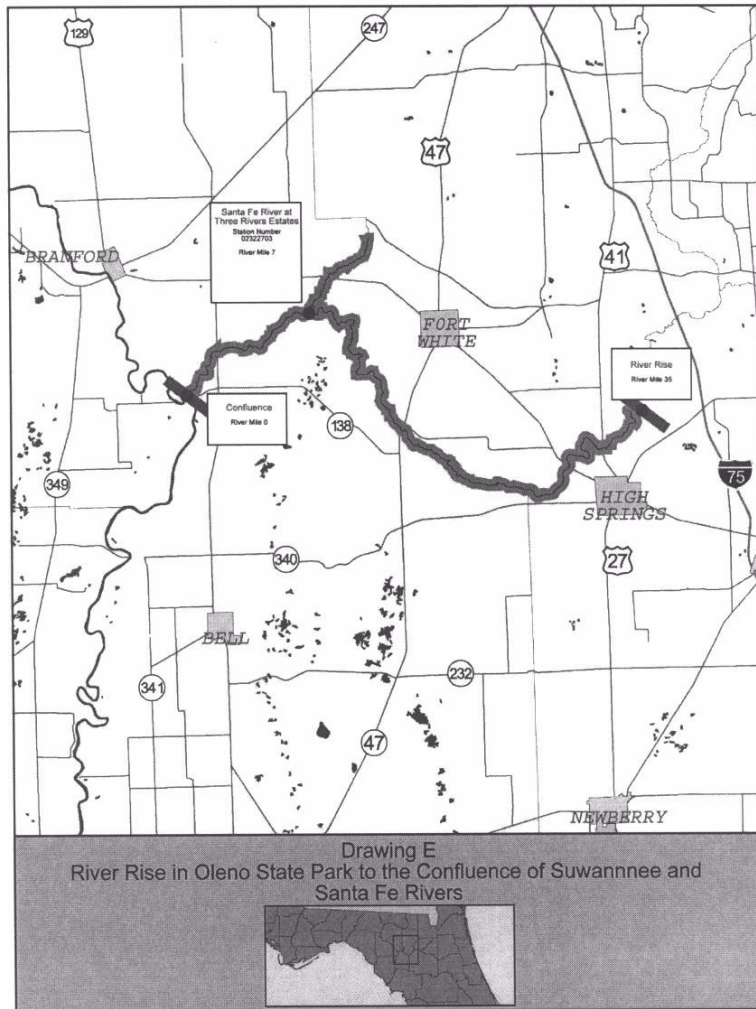 129
247
47
Santa Fe River at
Three Rivers Estates
Station Number
02322703
River Mile 7
BRANFORD
41
FORT
WHITE
River Rise
River Mile 35
Confluence
River Mile 0
138
349
75
HIGH
SPRINGS
340
27
BELL
341
232
47
NEWBERRY
Drawing E
River Rise in Oleno State Park to the Confluence of Suwannnee and
Santa Fe Rivers